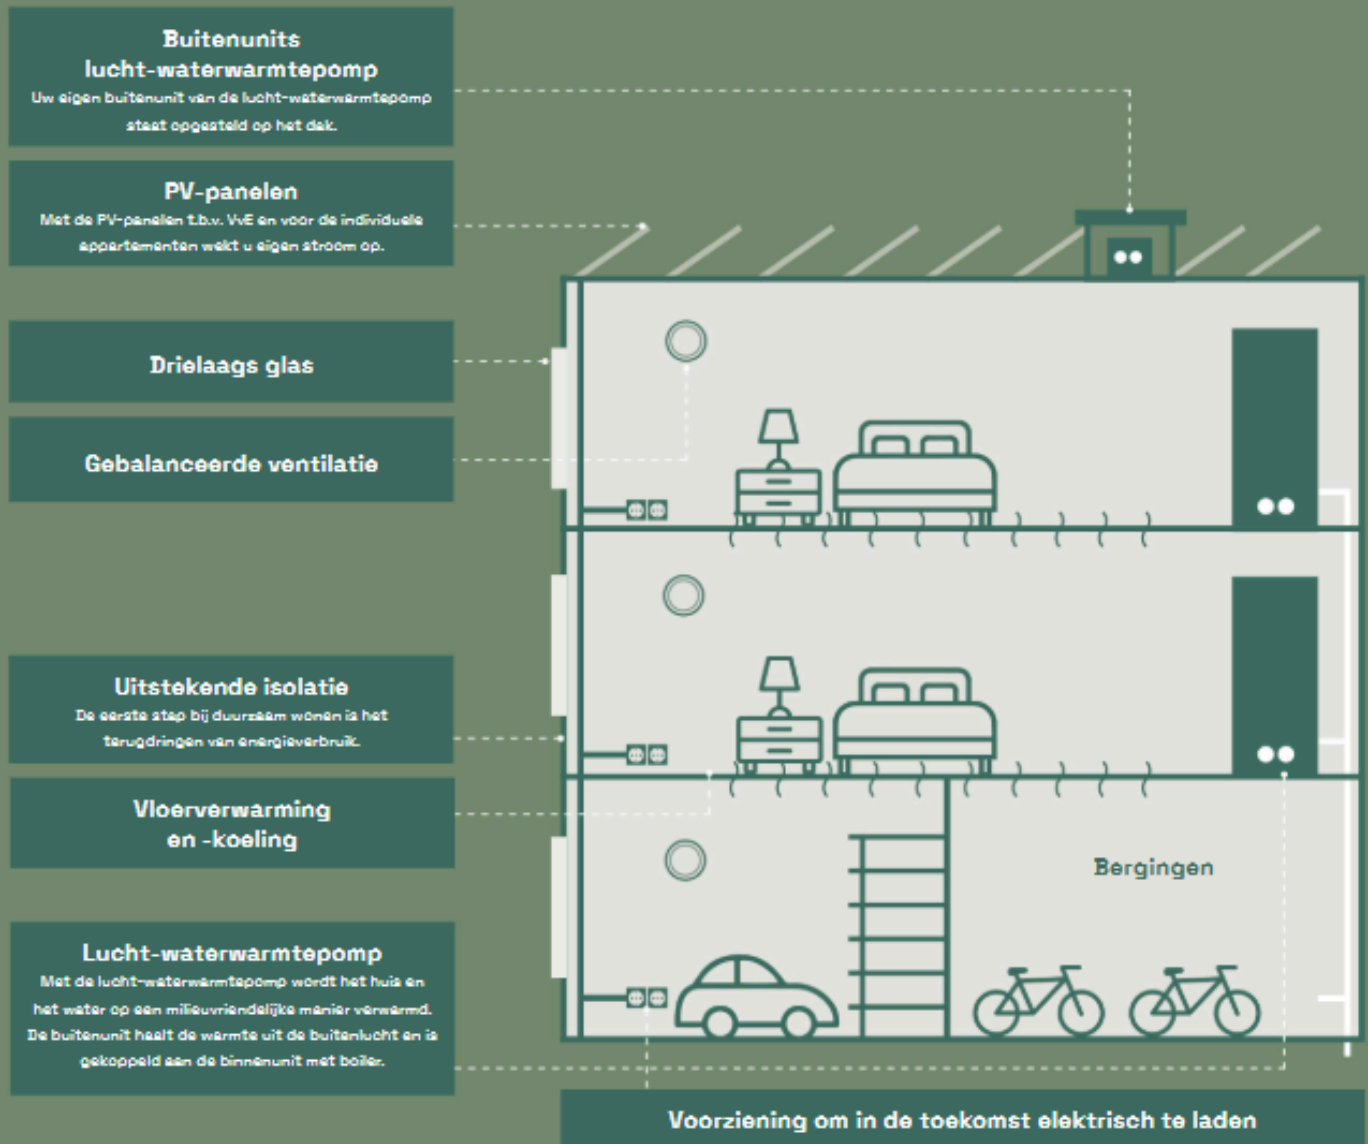 Buitenunits
lucht-waterwarmtepomp
Uw eigen buitenunit van de lucht-waterwarmtepomp
staat opgesteld op het dak.
PV-panelen
Met de PV-panelen t.b.v. VvE en voor de individuele
appartementen wekt u eigen stroom op.
Drielaags glas
Gebalanceerde ventilatie
Uitstekende isolatie
De eerste stap bij duurzaam wonen is het
terugdringen van energieverbruik.
Vloerverwarming
en -koeling
Bergingen
Lucht-waterwarmtepomp
Met de lucht-waterwarmtepomp wordt het huis en
het water op een milieuvriendelijke manier verwarmd.
De buitenunit haalt de warmte uit de buitenlucht en is
gekoppeld aan de binnenunit met boiler.
Voorziening om in de toekomst elektrisch te laden